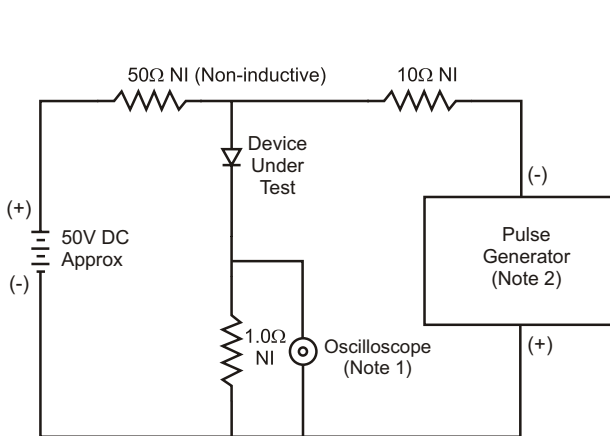 50Ω NI (Non-inductive)
10Ω NI
Device
Under
Test
(-)
(+)
50V DC
Approx
(-)
Pulse
Generator
(Note 2)
1.0Ω
NI
Oscilloscope
(Note 1)
(+)